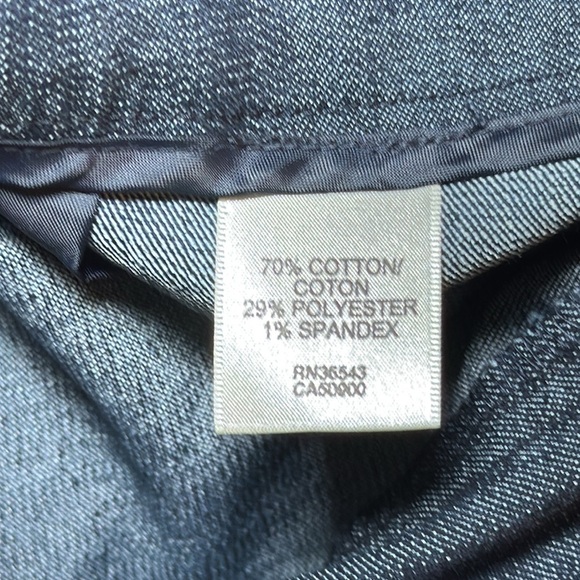 70% COTTON/
COTON
29% POLYESTER
1% SPANDEX
RN36543
CA50900